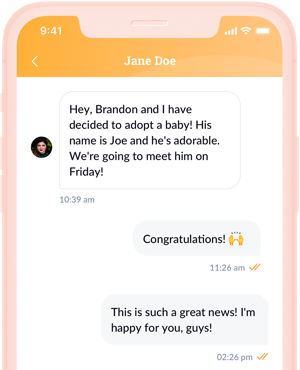 9:41
Jane Doe
Hey, Brandon and I have
decided to adopt a baby! His
name is Joe and he's adorable.
We're going to meet him on
Friday!
10:39 am
Congratulations! 🙌
11:26 am
This is such a great news! I'm
happy for you, guys!
02:26 pm